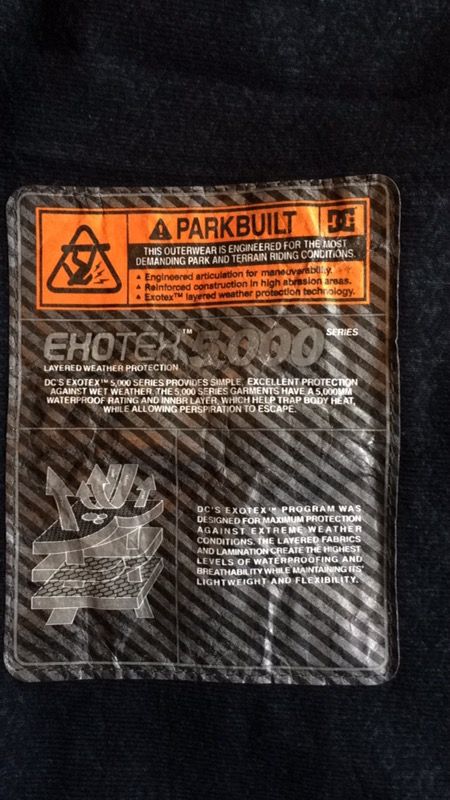 PARKBUILT
DC
THIS OUTERWEAR IS ENGINEERED FOR THE MOST
DEMANDING PARK AND TERRAIN RIDING CONDITIONS.
Engineered articulation for maneuverability.
Reinforced construction in high abrasion areas.
Exotex™ layered weather protection technology.
EXOTEX™ 5,000 SERIES
LAYERED WEATHER PROTECTION
DC'S EXOTEX™ 5,000 SERIES PROVIDES SIMPLE, EXCELLENT PROTECTION
AGAINST WET WEATHER. THE 5,000 SERIES GARMENTS HAVE A 5,000MM
WATERPROOF RATING AND INNBR LAYER, WHICH HELP TRAP BODY HEAT,
WHILE ALLOWING PERSPIRATION TO ESCAPE.
DC'S EXOTEX™ PROGRAM WAS
DESIGNED FOR MAXIMUM PROTECTION
AGAINST EXTREME WEATHER
CONDITIONS. THE LAYERED FABRICS
AND LAMINATION CREATE THE HIGHEST
LEVELS OF WATERPROOFING AND
BREATHABILITY WHILE MAINTAINING ITS'
LIGHTWEIGHT AND FLEXIBILITY.